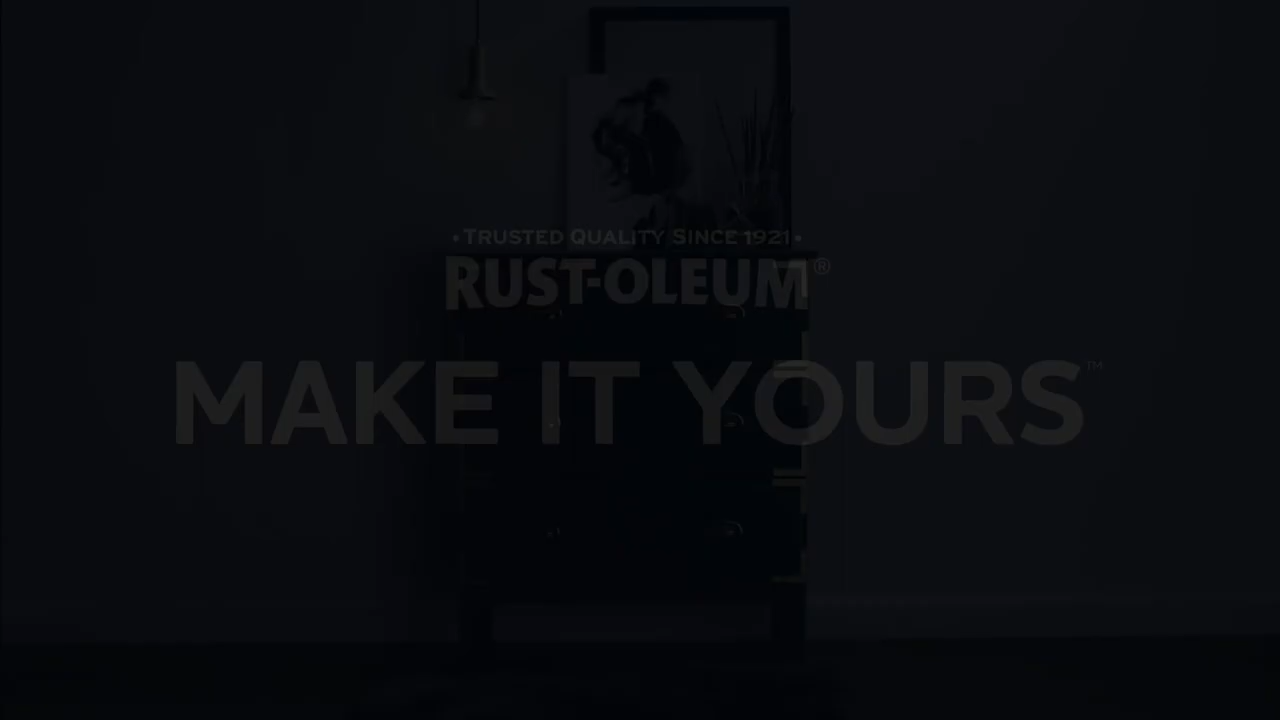 • TRUSTED QUALITY SINCE 1921 •
RUST-OLEUM®
MAKE IT YOURS™